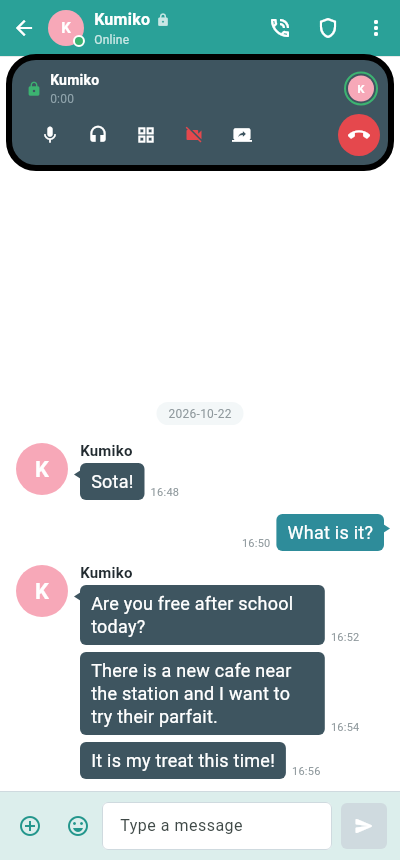 K
Kumiko
Online
Kumiko
0:00
K
2026-10-22
K
Kumiko
Sota!
16:48
What is it?
16:50
K
Kumiko
Are you free after school
today?
16:52
There is a new cafe near
the station and I want to
try their parfait.
16:54
It is my treat this time!
16:56
Type a message